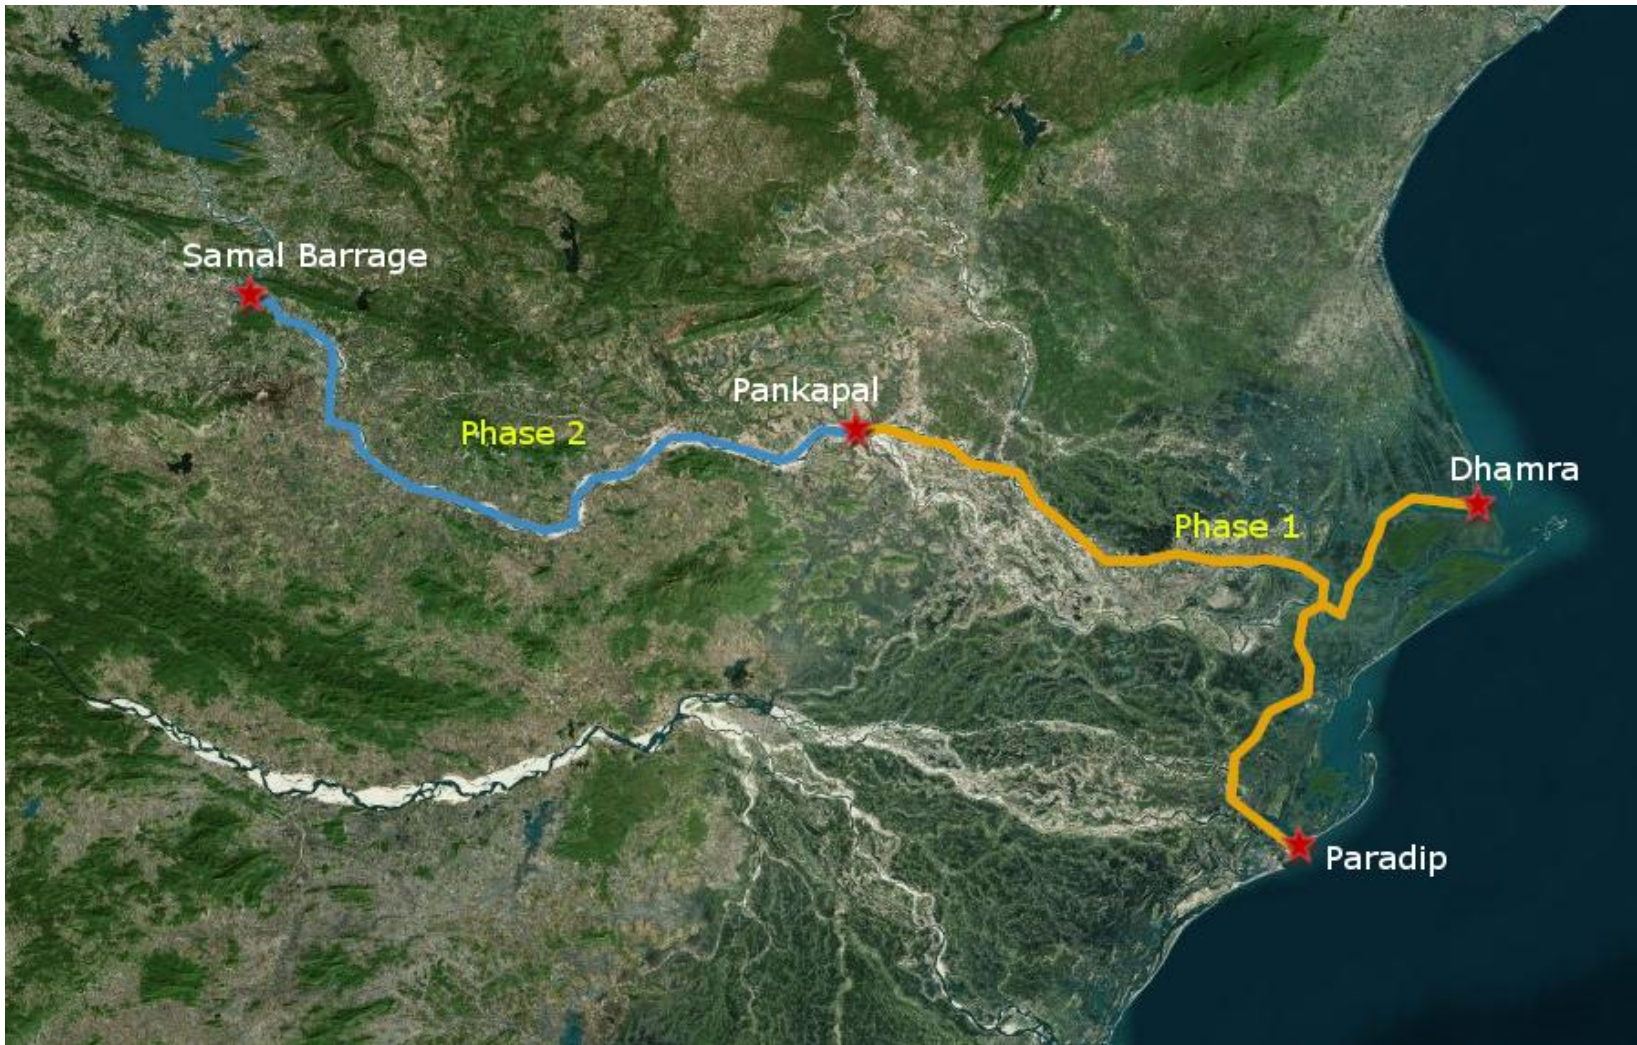 Samal Barrage
Pankapal
Phase 2
Dhamra
Phase 1
Paradip